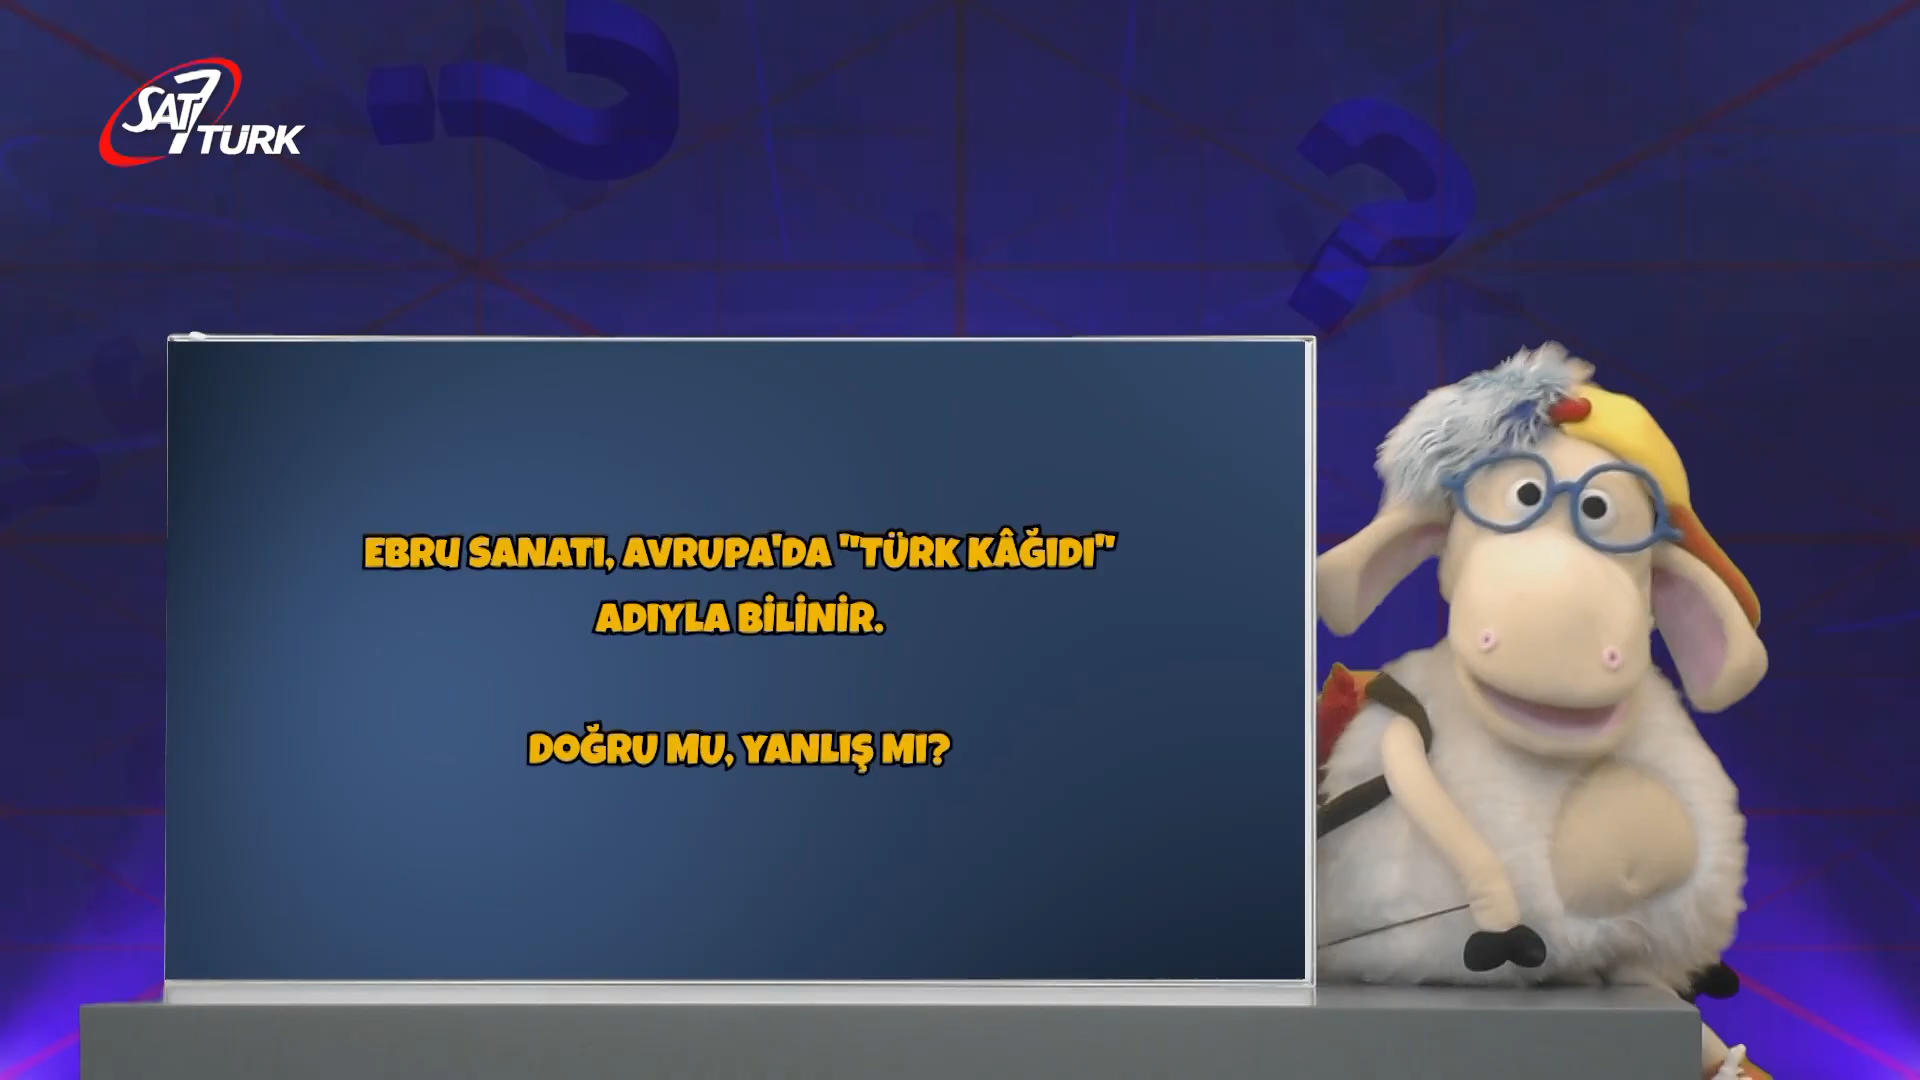 SAT7
TÜRK
EBRU SANATI, AVRUPA'DA "TÜRK KÂĞIDI"
ADIYLA BİLİNİR.
DOĞRU MU, YANLIŞ MI?